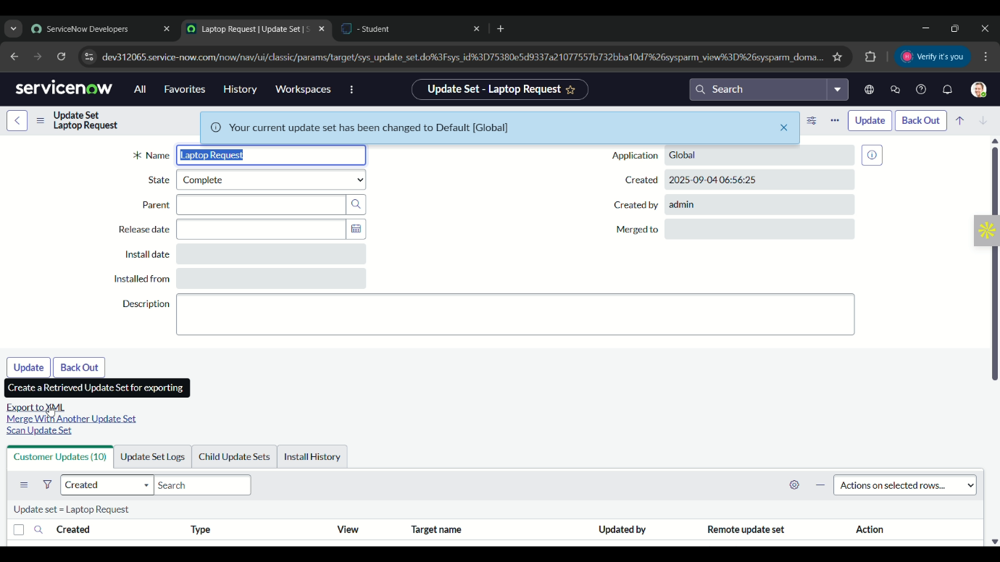 ServiceNow Developers
Laptop Request | Update Set | S
- Student
dev312065.service-now.com/now/nav/ui/classic/params/target/sys_update_set.do%3Fsys_id%3D75380e5d9337a21077557b732bba10d7%26sysparm_view%3D%26sysparm_doma...
H Verify it's you
servicenow All Favorites History Workspaces
Update Set - Laptop Request
Search
Update Set
Laptop Request
Your current update set has been changed to Default [Global]
Update Back Out
Name Laptop Request
Application Global
State Complete
Created 2025-09-04 06:56:25
Parent
Created by admin
Release date
Merged to
Install date
Installed from
Description
Update Back Out
Create a Retrieved Update Set for exporting
Export to XML
Merge With Another Update Set
Scan Update Set
Customer Updates (10) Update Set Logs Child Update Sets Install History
Created Search Actions on selected rows...
Update set = Laptop Request
Created Type View Target name Updated by Remote update set Action